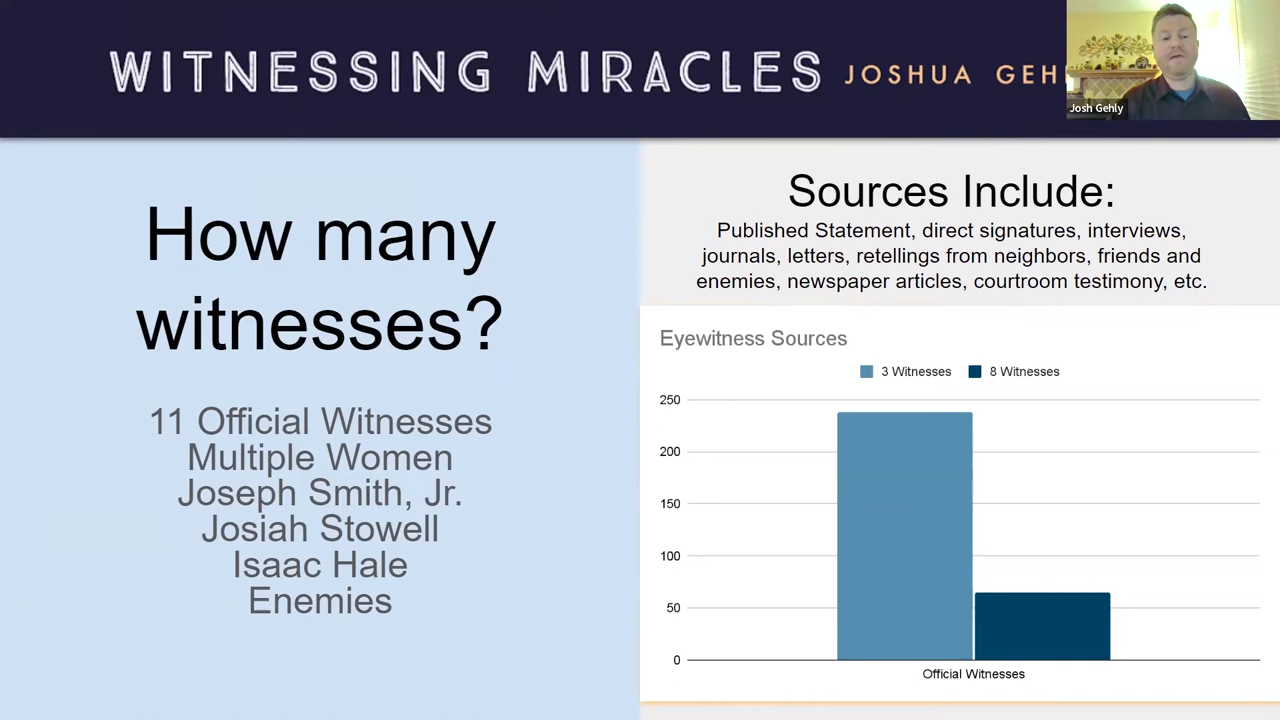 WITNESSING MIRACLES JOSHUA GEH
Josh Gehly
How many
witnesses?
11 Official Witnesses
Multiple Women
Joseph Smith, Jr.
Josiah Stowell
Isaac Hale
Enemies
Sources Include:
Published Statement, direct signatures, interviews,
journals, letters, retellings from neighbors, friends and
enemies, newspaper articles, courtroom testimony, etc.
Eyewitness Sources
3 Witnesses 8 Witnesses
250
200
150
100
50
0
Official Witnesses